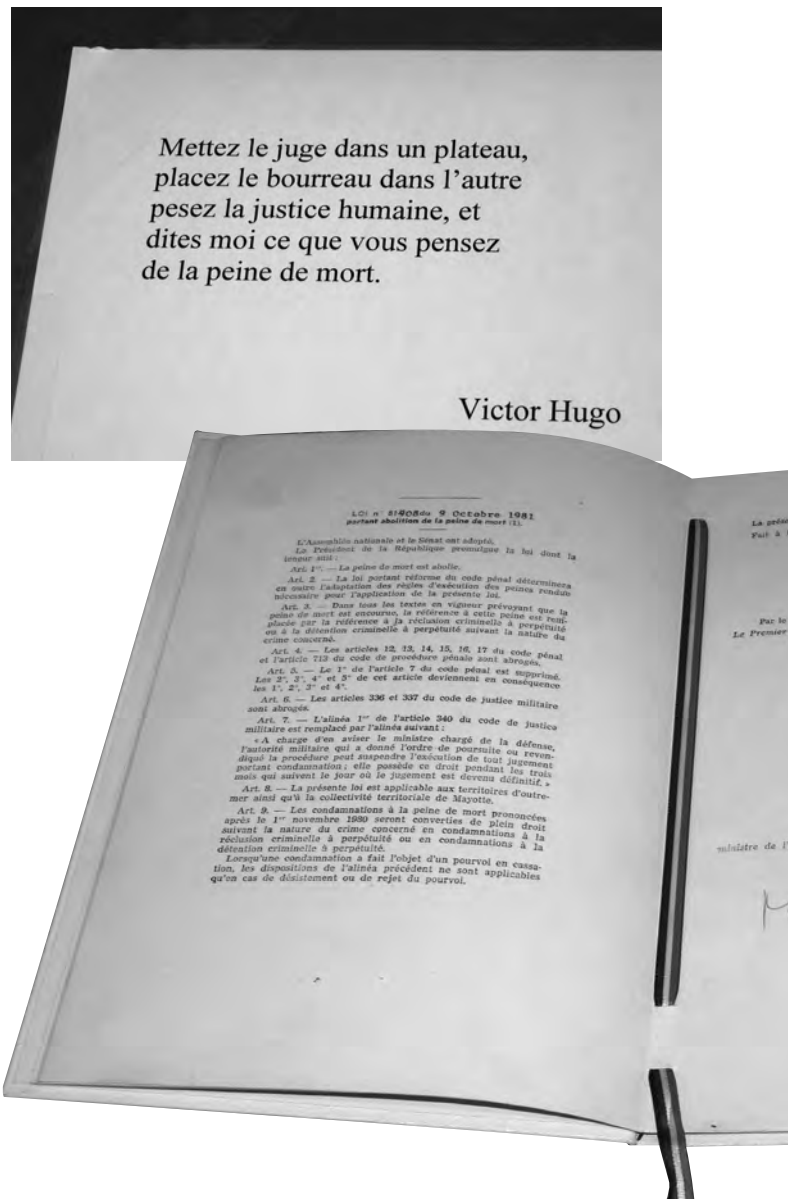 Mettez le juge dans un plateau,
placez le bourreau dans l'autre
pesez la justice humaine, et
dites moi ce que vous pensez
de la peine de mort.
Victor Hugo
LOI n° 81-908 du 9 Octobre 1981
portant abolition de la peine de mort (1).
L'Assemblée nationale et le Sénat ont adopté,
Le Président de la République promulgue la loi dont la
teneur suit :
Art. 1er. — La peine de mort est abolie.
Art. 2. — La loi portant réforme du code pénal déterminera
en outre l'adaptation des règles d'exécution des peines rendue
nécessaire pour l'application de la présente loi.
Art. 3. — Dans tous les textes en vigueur prévoyant que la
peine de mort est encourue, la référence à cette peine est rem-
placée par la référence à la réclusion criminelle à perpétuité
ou à la détention criminelle à perpétuité suivant la nature du
crime concerné.
Art. 4. — Les articles 12, 13, 14, 15, 16, 17 du code pénal
et l'article 713 du code de procédure pénale sont abrogés.
Art. 5. — Le 1° de l'article 7 du code pénal est supprimé.
Les 2°, 3°, 4° et 5° de cet article deviennent en conséquence
les 1°, 2°, 3° et 4°.
Art. 6. — Les articles 336 et 337 du code de justice militaire
sont abrogés.
Art. 7. — L'alinéa 1er de l'article 340 du code de justice
militaire est remplacé par l'alinéa suivant :
« A charge d'en aviser le ministre chargé de la défense,
l'autorité militaire qui a donné l'ordre de poursuite ou reven-
diqué la procédure peut suspendre l'exécution de tout jugement
portant condamnation ; elle possède ce droit pendant les trois
mois qui suivent le jour où le jugement est devenu définitif. »
Art. 8. — La présente loi est applicable aux territoires d'outre-
mer ainsi qu'à la collectivité territoriale de Mayotte.
Art. 9. — Les condamnations à la peine de mort prononcées
après le 1er novembre 1980 seront converties de plein droit
suivant la nature du crime concerné en condamnations à la
réclusion criminelle à perpétuité ou en condamnations à la
détention criminelle à perpétuité.
Lorsqu'une condamnation a fait l'objet d'un pourvoi en cassa-
tion, les dispositions de l'alinéa précédent ne sont applicables
qu'en cas de désistement ou de rejet du pourvoi.
La prés
Fait à
Par le
Le Premier
ministre de l'